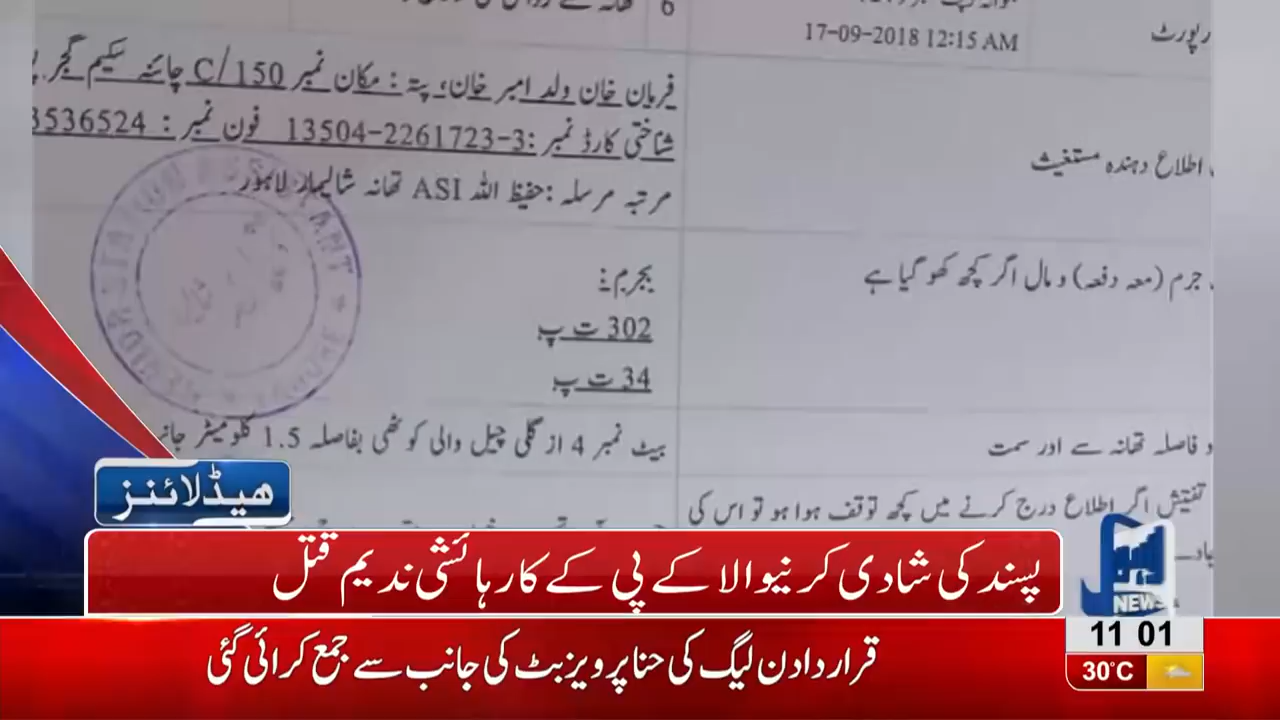 رپورٹ
17-09-2018 12:15 AM
6
فرمان خان ولد امبر خان، پتہ : مکان نمبر 150/C چائنہ سکیم گجر
شناختی کارڈ نمبر :3-2261723-13504 فون نمبر : 3536524
اطلاع دہندہ مستغیث
مرتبہ مرسلہ :حفیظ اللہ ASI تھانہ شالیمار لاہور
جرم (معہ دفعہ) و مال اگر کچھ کھو گیا ہے
بجرم:
302 ت پ
34 ت پ
و فاصلہ تھانہ سے اور سمت
بیٹ نمبر 4 از گلی چیل والی کوٹھی بفاصلہ 1.5 کلومیٹر
تفتیش اگر اطلاع درج کرنے میں کچھ توقف ہوا ہو تو اس کی
ھیڈلائنز
پسند کی شادی کرنیوالا کے پی کے کا رہائشی ندیم قتل
NEWS
11 01
30°C
قرارداد ن لیگ کی حنا پرویز بٹ کی جانب سے جمع کرائی گئی